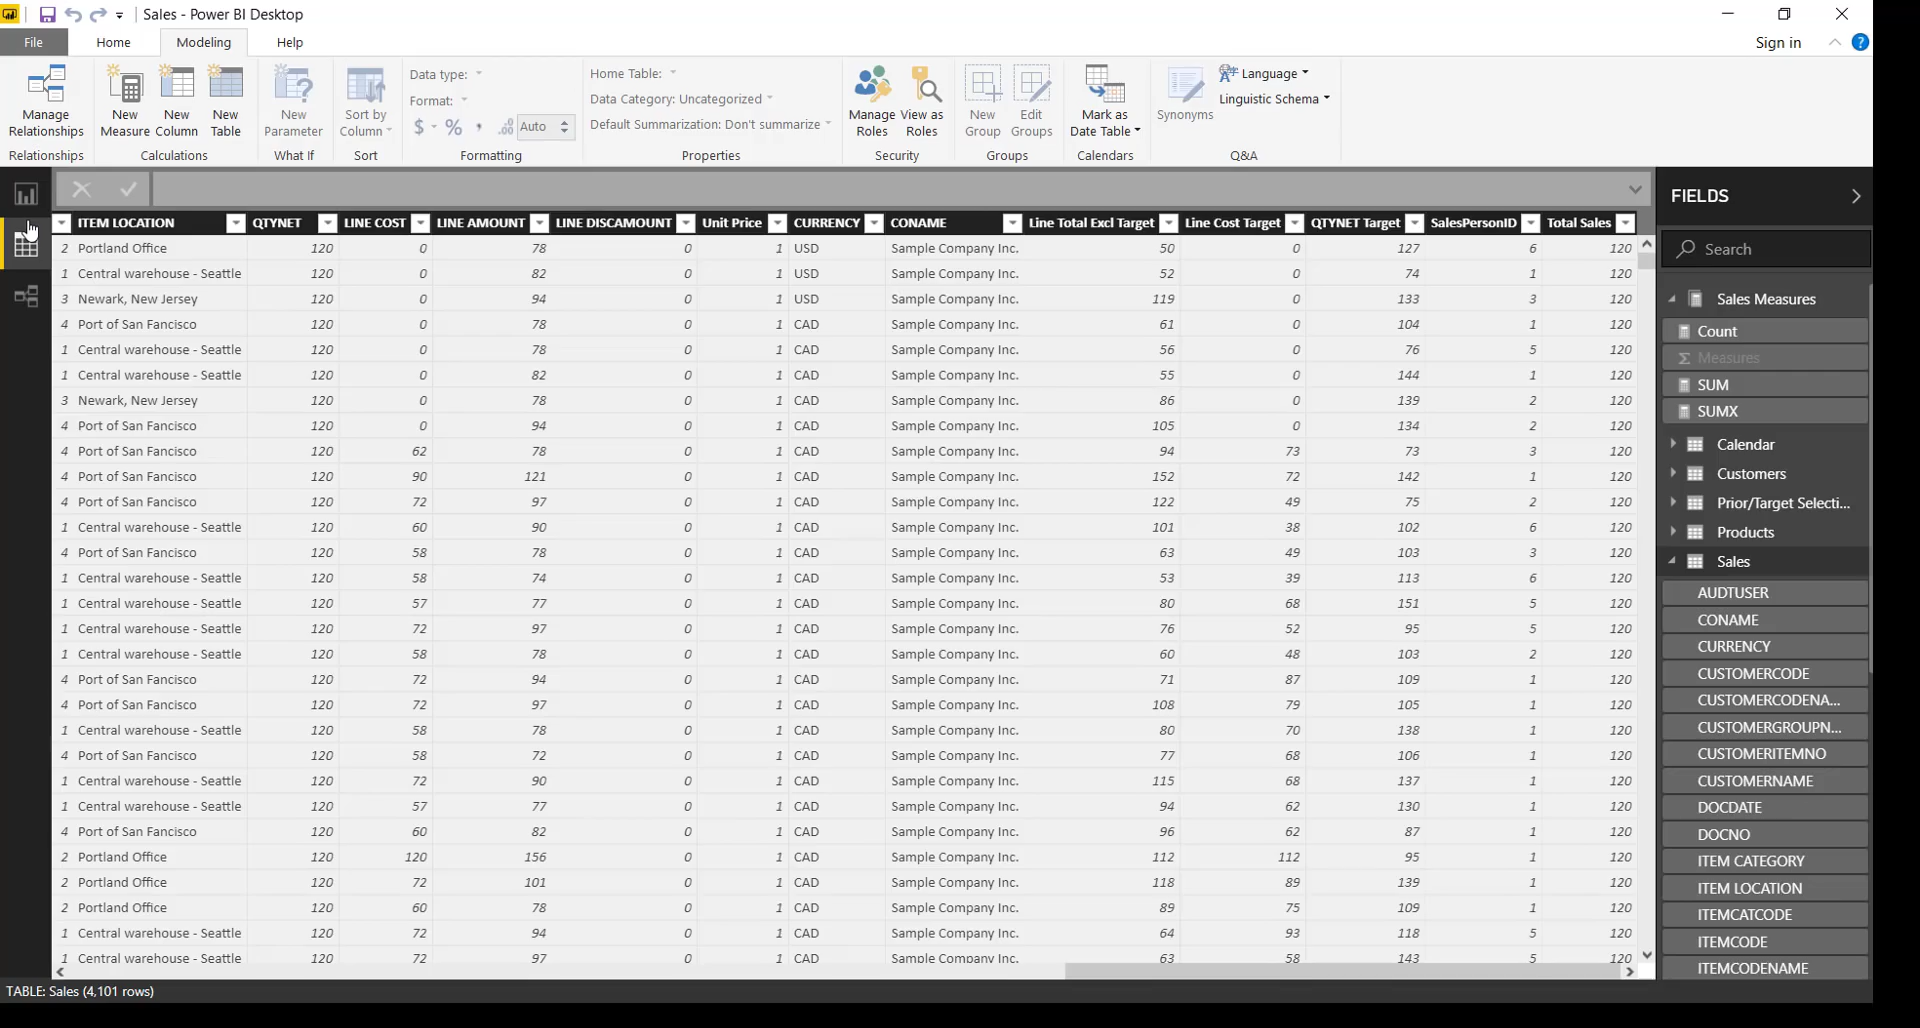 Sales - Power BI Desktop
File Home Modeling Help Sign in ?
Manage Relationships
New Measure
New Column
New Table
New Parameter
Sort by Column
Data type:
Format:
$ % , .00 Auto
Home Table:
Data Category: Uncategorized
Default Summarization: Don't summarize
Manage Roles
View as Roles
New Group
Edit Groups
Mark as Date Table
Synonyms
Language
Linguistic Schema
Relationships Calculations What If Sort Formatting Properties Security Groups Calendars Q&A
ITEM LOCATION QTYNET LINE COST LINE AMOUNT LINE DISCAMOUNT Unit Price CURRENCY CONAME Line Total Excl Target Line Cost Target QTYNET Target SalesPersonID Total Sales
2 Portland Office 120 0 78 0 1 USD Sample Company Inc. 50 0 127 6 120
1 Central warehouse - Seattle 120 0 82 0 1 USD Sample Company Inc. 52 0 74 1 120
3 Newark, New Jersey 120 0 94 0 1 USD Sample Company Inc. 119 0 133 3 120
4 Port of San Fancisco 120 0 78 0 1 CAD Sample Company Inc. 61 0 104 1 120
1 Central warehouse - Seattle 120 0 78 0 1 CAD Sample Company Inc. 56 0 76 5 120
1 Central warehouse - Seattle 120 0 82 0 1 CAD Sample Company Inc. 55 0 144 1 120
3 Newark, New Jersey 120 0 78 0 1 CAD Sample Company Inc. 86 0 139 2 120
4 Port of San Fancisco 120 0 94 0 1 CAD Sample Company Inc. 105 0 134 2 120
4 Port of San Fancisco 120 62 78 0 1 CAD Sample Company Inc. 94 73 73 3 120
4 Port of San Fancisco 120 90 121 0 1 CAD Sample Company Inc. 152 72 142 1 120
4 Port of San Fancisco 120 72 97 0 1 CAD Sample Company Inc. 122 49 75 2 120
1 Central warehouse - Seattle 120 60 90 0 1 CAD Sample Company Inc. 101 38 102 6 120
4 Port of San Fancisco 120 58 78 0 1 CAD Sample Company Inc. 63 49 103 3 120
1 Central warehouse - Seattle 120 58 74 0 1 CAD Sample Company Inc. 53 39 113 6 120
1 Central warehouse - Seattle 120 57 77 0 1 CAD Sample Company Inc. 80 68 151 5 120
1 Central warehouse - Seattle 120 72 97 0 1 CAD Sample Company Inc. 76 52 95 5 120
1 Central warehouse - Seattle 120 58 78 0 1 CAD Sample Company Inc. 60 48 103 2 120
4 Port of San Fancisco 120 72 94 0 1 CAD Sample Company Inc. 71 87 109 1 120
4 Port of San Fancisco 120 72 97 0 1 CAD Sample Company Inc. 108 79 105 1 120
1 Central warehouse - Seattle 120 58 78 0 1 CAD Sample Company Inc. 80 70 138 1 120
4 Port of San Fancisco 120 58 72 0 1 CAD Sample Company Inc. 77 68 106 1 120
1 Central warehouse - Seattle 120 72 90 0 1 CAD Sample Company Inc. 115 68 137 1 120
1 Central warehouse - Seattle 120 57 77 0 1 CAD Sample Company Inc. 94 62 130 1 120
4 Port of San Fancisco 120 60 82 0 1 CAD Sample Company Inc. 96 62 87 1 120
2 Portland Office 120 120 156 0 1 CAD Sample Company Inc. 112 112 95 1 120
2 Portland Office 120 72 101 0 1 CAD Sample Company Inc. 118 89 139 1 120
2 Portland Office 120 60 78 0 1 CAD Sample Company Inc. 89 75 109 1 120
1 Central warehouse - Seattle 120 72 94 0 1 CAD Sample Company Inc. 64 93 118 5 120
1 Central warehouse - Seattle 120 72 97 0 1 CAD Sample Company Inc. 63 58 143 5 120
FIELDS
Search
Sales Measures
Count
Measures
SUM
SUMX
Calendar
Customers
Prior/Target Selecti...
Products
Sales
AUDTUSER
CONAME
CURRENCY
CUSTOMERCODE
CUSTOMERCODENA...
CUSTOMERGROUPN...
CUSTOMERITEMNO
CUSTOMERNAME
DOCDATE
DOCNO
ITEM CATEGORY
ITEM LOCATION
ITEMCATCODE
ITEMCODE
ITEMCODENAME
TABLE: Sales (4,101 rows)